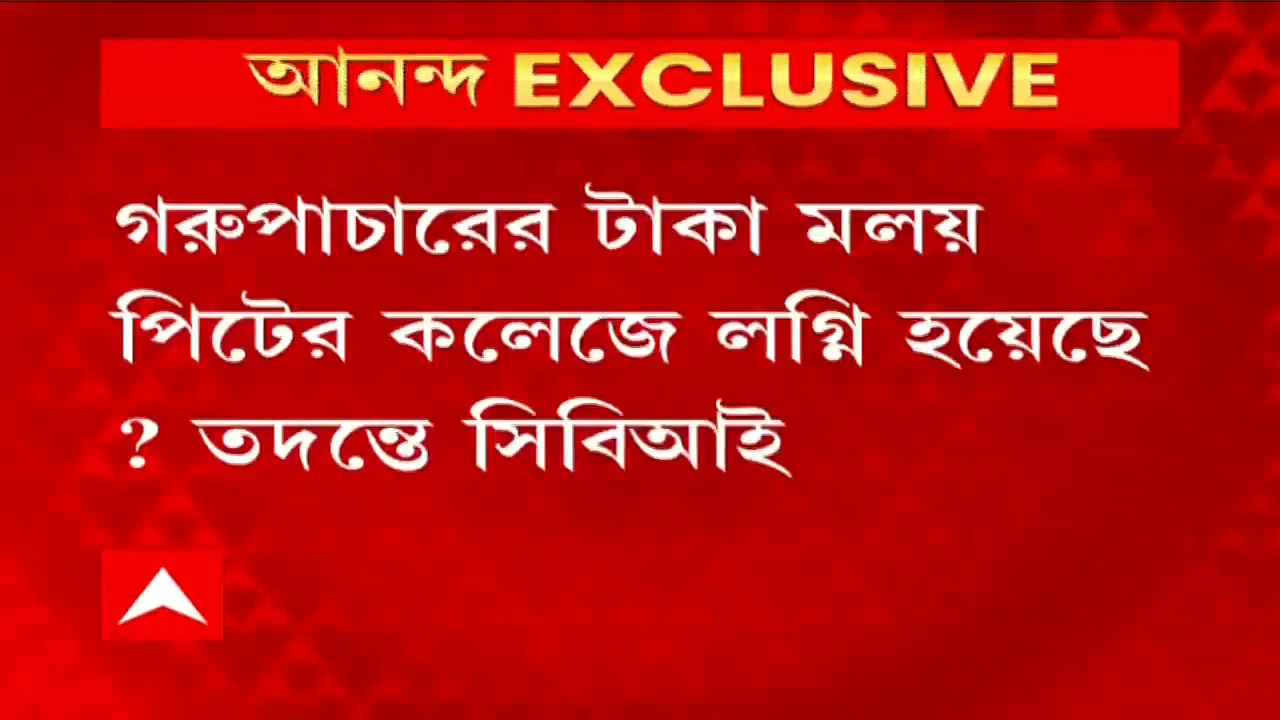 আনন্দ EXCLUSIVE
গরুপাচারের টাকা মলয়
পিটের কলেজে লগ্নি হয়েছে
? তদন্তে সিবিআই